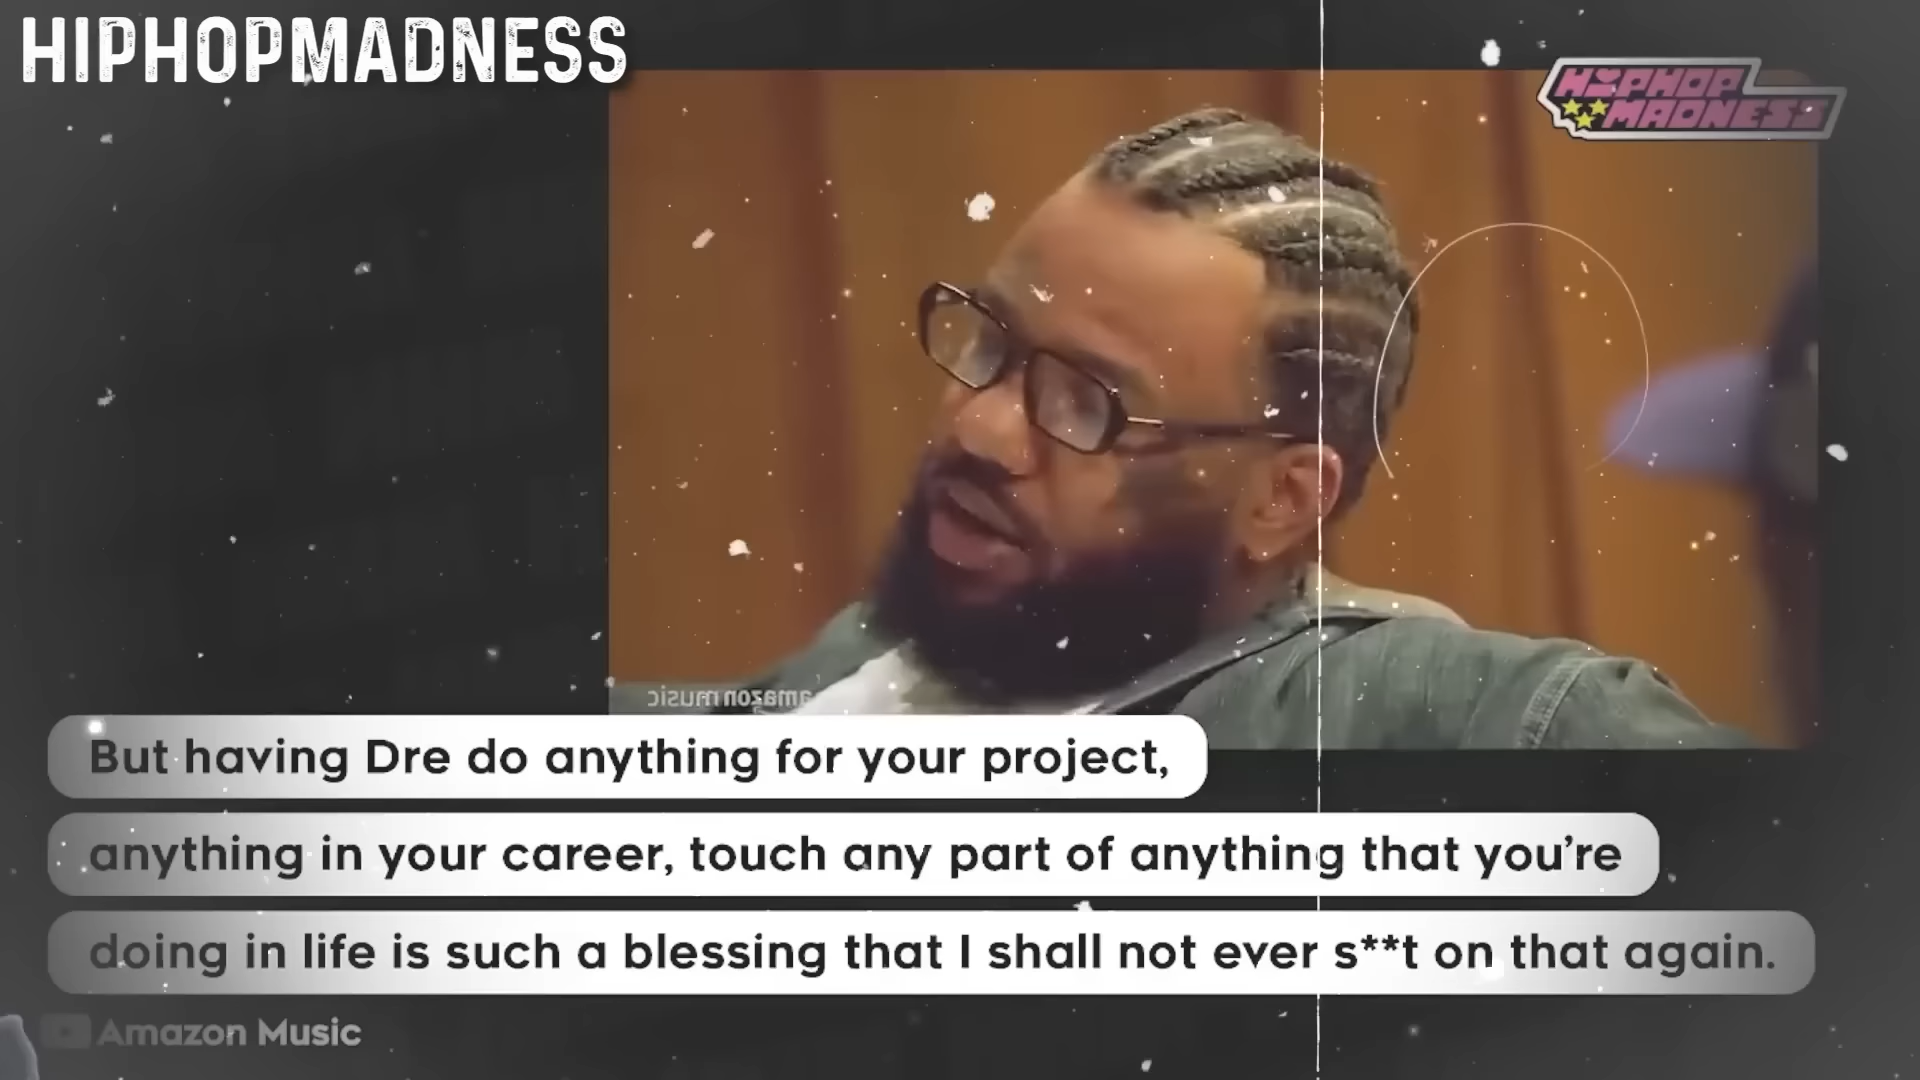 HIPHOPMADNESS
HIPHOP
MADNESS
amazon music
But having Dre do anything for your project,
anything in your career, touch any part of anything that you're
doing in life is such a blessing that I shall not ever s**t on that again.
Amazon Music